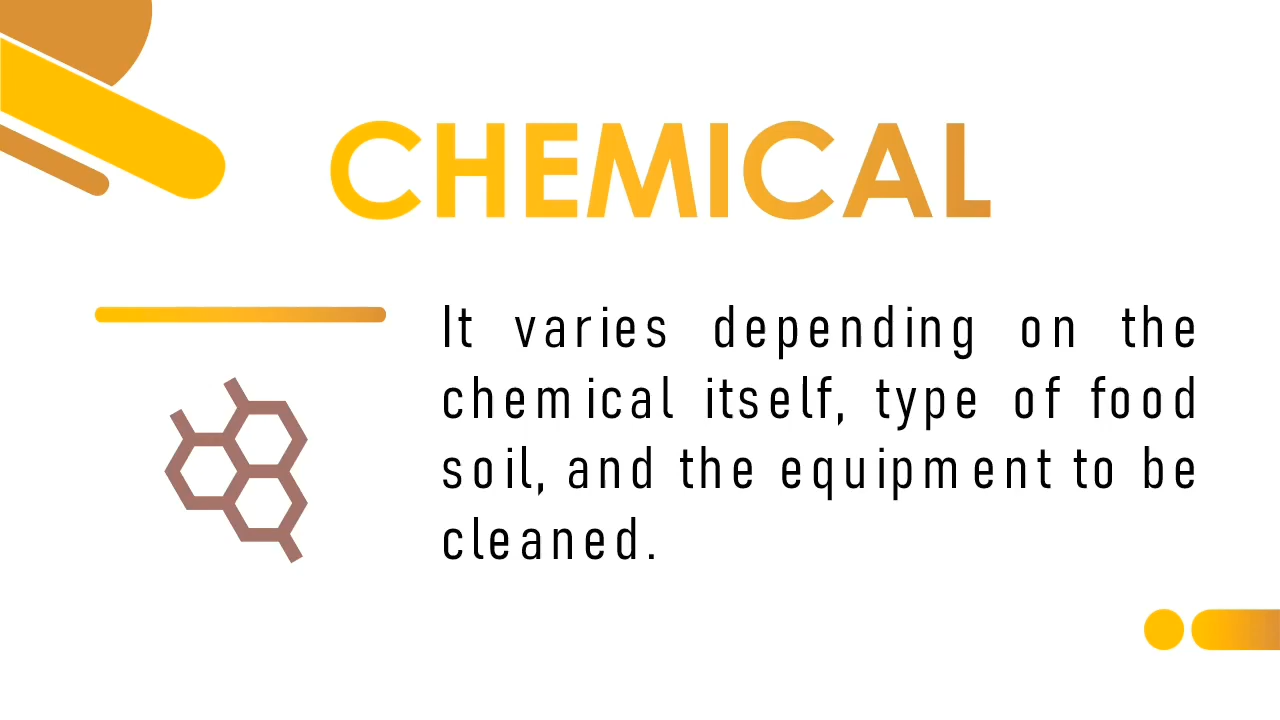 CHEMICAL
It varies depending on the
chemical itself, type of food
soil, and the equipment to be
cleaned.